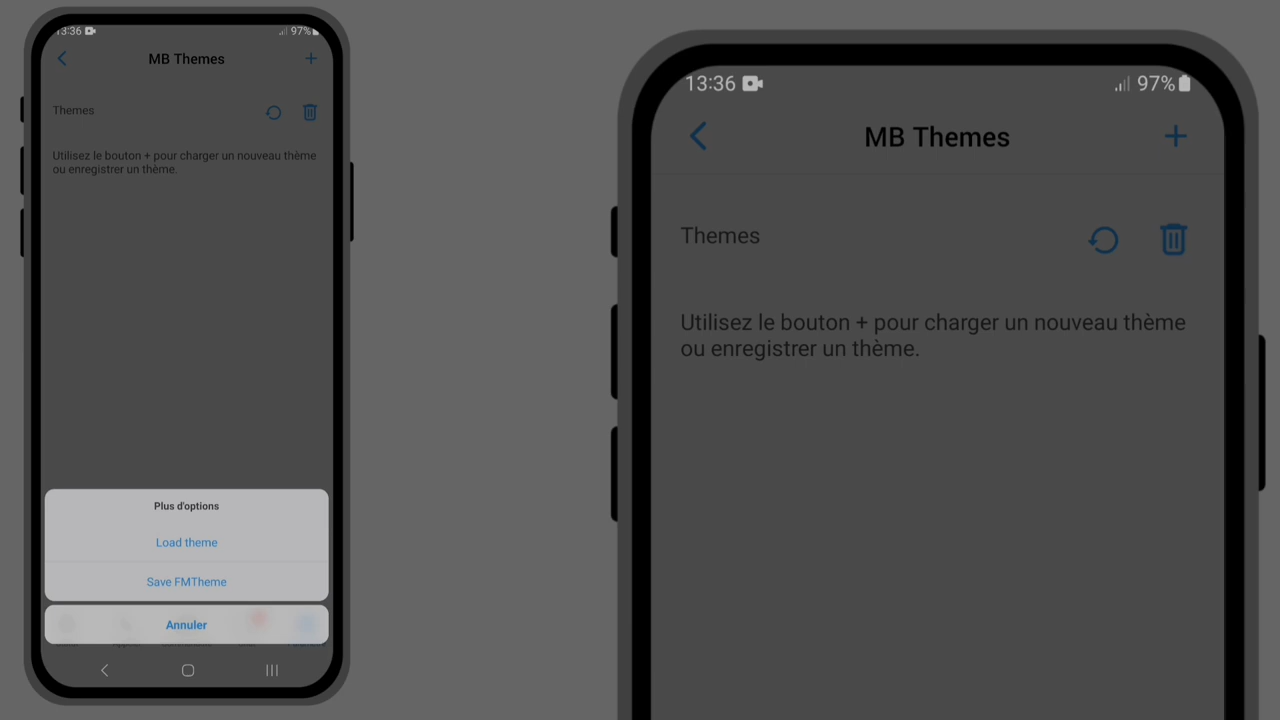 13:36
97%
MB Themes
+
Themes
Utilisez le bouton + pour charger un nouveau thème
ou enregistrer un thème.
Plus d'options
Load theme
Save FMTheme
Annuler
13:36
97%
MB Themes
+
Themes
Utilisez le bouton + pour charger un nouveau thème
ou enregistrer un thème.